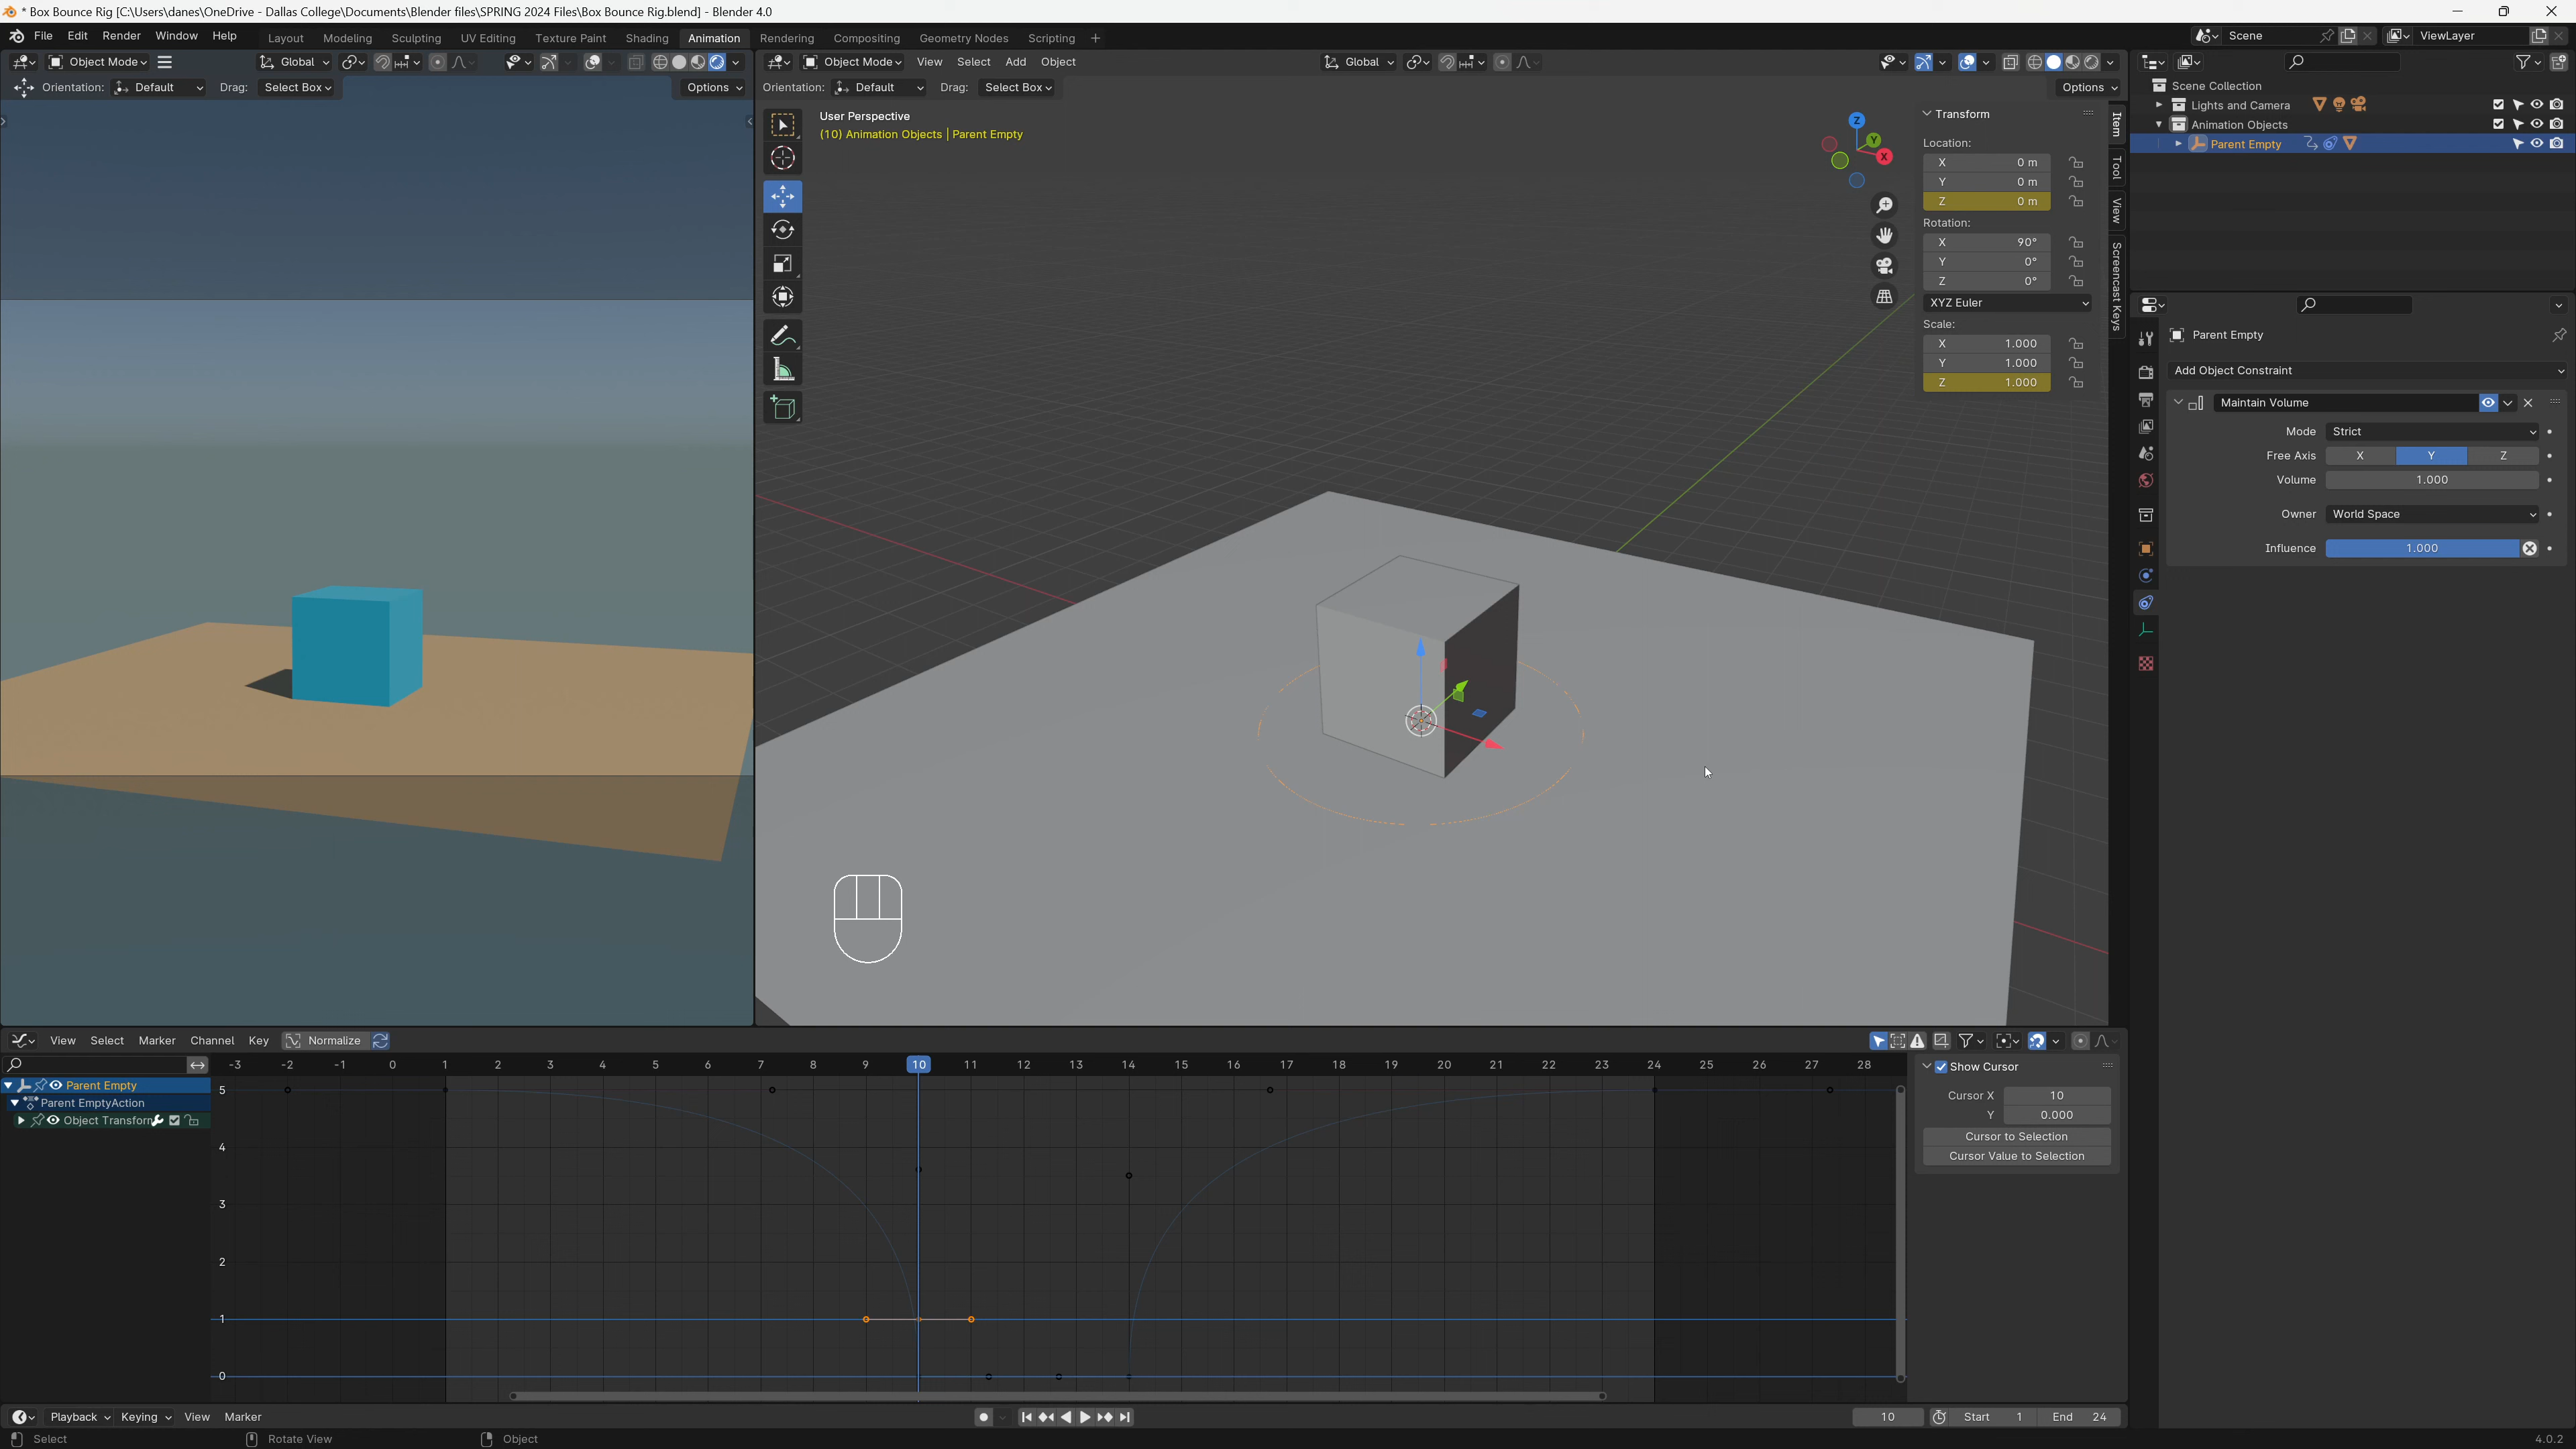 * Box Bounce Rig [C:\Users\danes\OneDrive - Dallas College\Documents\Blender files\SPRING 2024 Files\Box Bounce Rig.blend] - Blender 4.0
File Edit Render Window Help Layout Modeling Sculpting UV Editing Texture Paint Shading Animation Rendering Compositing Geometry Nodes Scripting + Scene ViewLayer
Object Mode Global
Orientation: Default Drag: Select Box Options
Object Mode View Select Add Object Global
Orientation: Default Drag: Select Box Options
User Perspective
(10) Animation Objects | Parent Empty
Z
Y
X
Transform
Location:
X 0 m
Y 0 m
Z 0 m
Rotation:
X 90°
Y 0°
Z 0°
XYZ Euler
Scale:
X 1.000
Y 1.000
Z 1.000
Item
Tool
View
Screencast Keys
Scene Collection
Lights and Camera
Animation Objects
Parent Empty
Parent Empty
Add Object Constraint
Maintain Volume
Mode Strict
Free Axis X Y Z
Volume 1.000
Owner World Space
Influence 1.000
View Select Marker Channel Key Normalize
-3 -2 -1 0 1 2 3 4 5 6 7 8 9 10 11 12 13 14 15 16 17 18 19 20 21 22 23 24 25 26 27 28
Parent Empty
Parent EmptyAction
Object Transforn
5
4
3
2
1
0
Show Cursor
Cursor X 10
Y 0.000
Cursor to Selection
Cursor Value to Selection
Playback Keying View Marker 10 Start 1 End 24
Select Rotate View Object 4.0.2